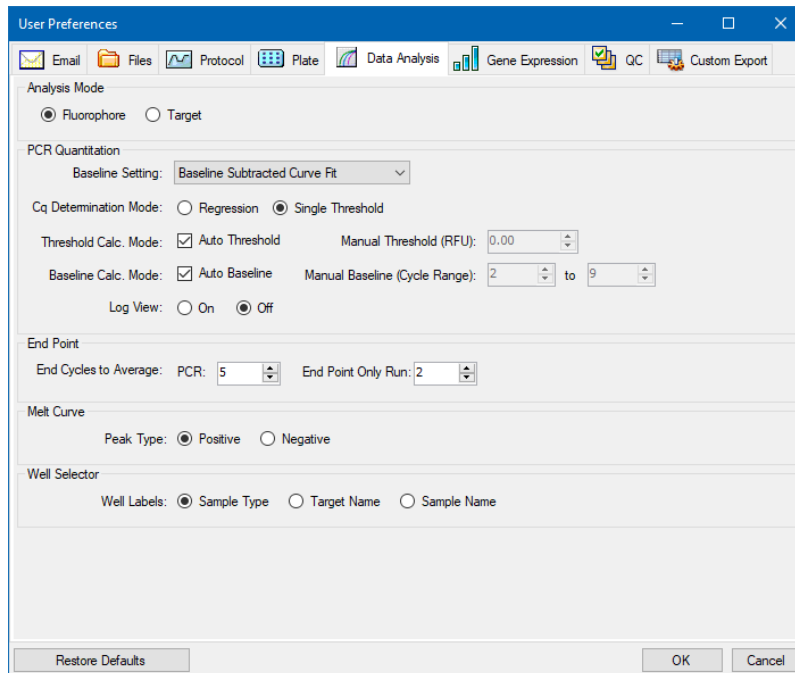 User Preferences
Email Files Protocol Plate Data Analysis Gene Expression QC Custom Export
Analysis Mode
Fluorophore Target
PCR Quantitation
Baseline Setting: Baseline Subtracted Curve Fit
Cq Determination Mode: Regression Single Threshold
Threshold Calc. Mode: Auto Threshold Manual Threshold (RFU): 0.00
Baseline Calc. Mode: Auto Baseline Manual Baseline (Cycle Range): 2 to 9
Log View: On Off
End Point
End Cycles to Average: PCR: 5 End Point Only Run: 2
Melt Curve
Peak Type: Positive Negative
Well Selector
Well Labels: Sample Type Target Name Sample Name
Restore Defaults OK Cancel